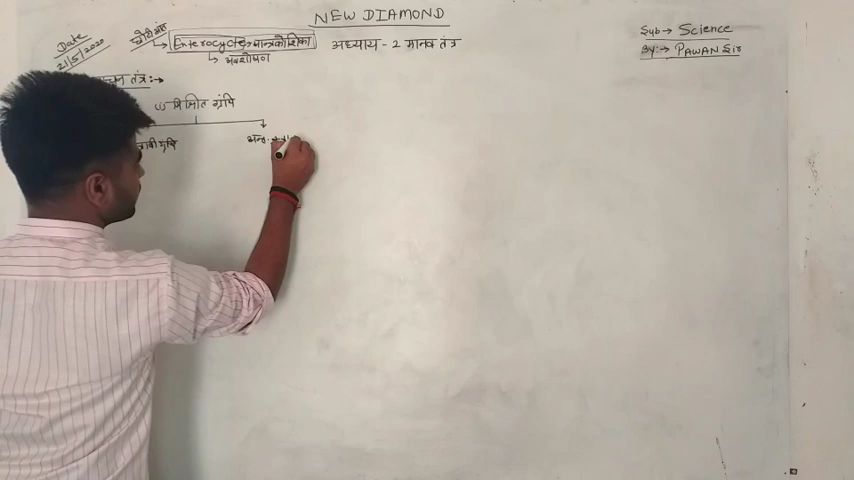 NEW DIAMOND
Date
21/5/2020
Enterocyte→आन्त्रकोशिका
अध्याय - 2 मानव तंत्र
Sub → Science
By:→ PAWAN Sir
↳ अवशोषण
तंत्र:→
मिश्रित ग्रंथि